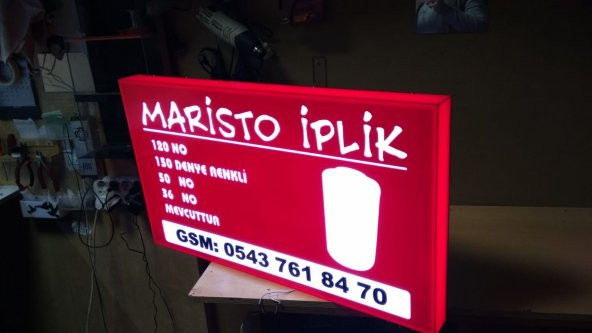 MARİSTO İPLİK
120 NO
150 DENYE RENKLİ
50 NO
36 NO
MEVCUTTUR
GSM: 0543 761 84 70